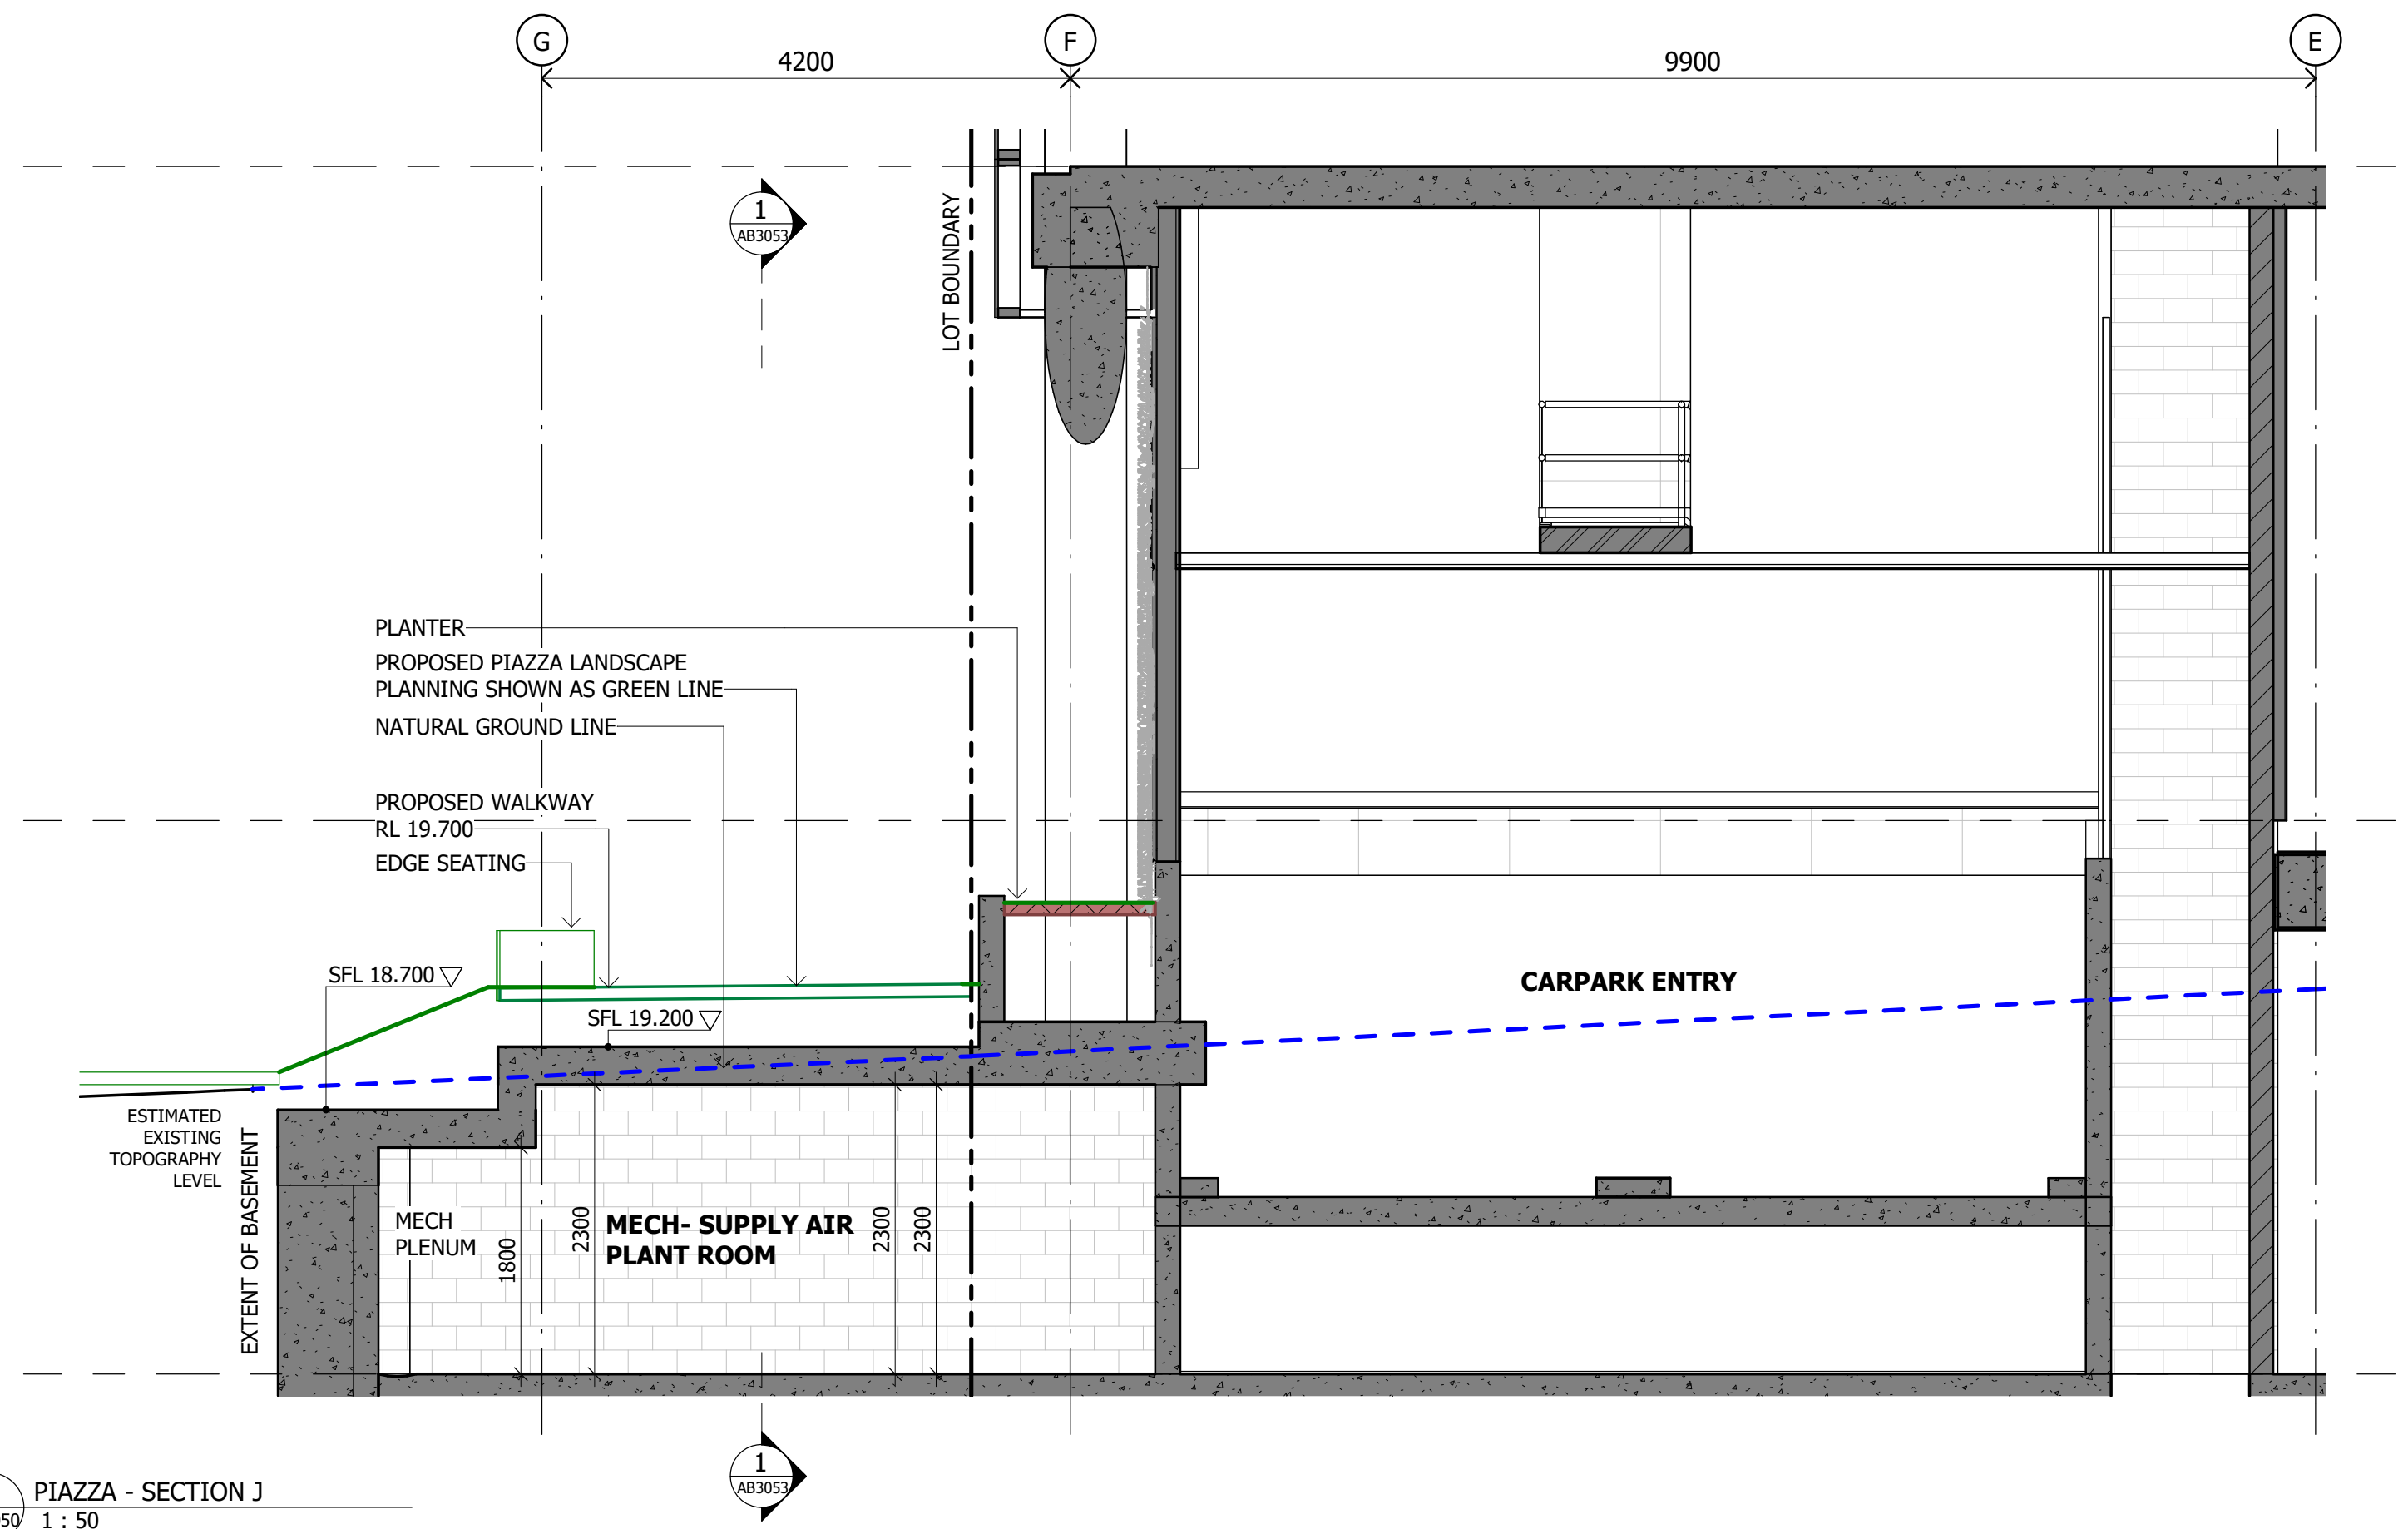 G
F
E
4200
9900
1
AB3053
LOT BOUNDARY
PLANTER
PROPOSED PIAZZA LANDSCAPE
PLANNING SHOWN AS GREEN LINE
NATURAL GROUND LINE
PROPOSED WALKWAY
RL 19.700
EDGE SEATING
SFL 18.700
SFL 19.200
CARPARK ENTRY
ESTIMATED
EXISTING
TOPOGRAPHY
LEVEL
EXTENT OF BASEMENT
MECH
PLENUM
1800
2300
MECH- SUPPLY AIR
PLANT ROOM
2300
2300
1
AB3053
PIAZZA - SECTION J
1 : 50